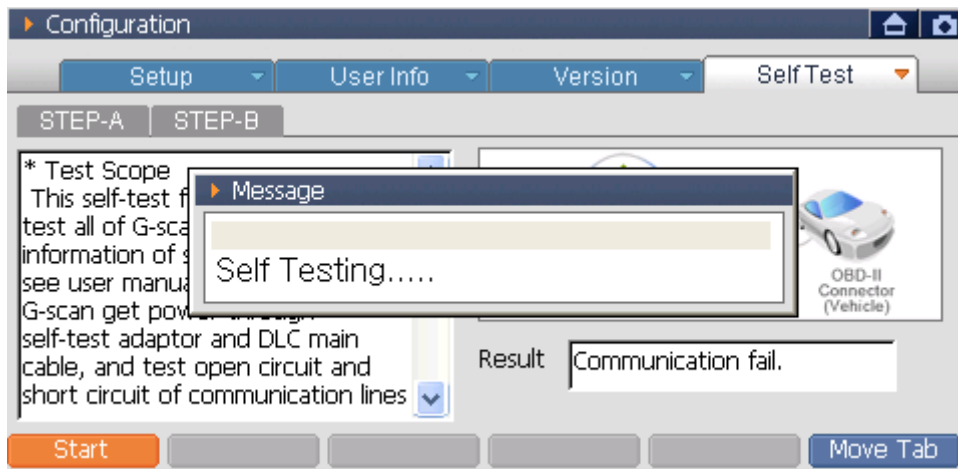 Configuration
Setup
User Info
Version
Self Test
STEP-A
STEP-B
* Test Scope
This self-test f
test all of G-sca
information of s
see user manua
G-scan get pow
self-test adaptor and DLC main
cable, and test open circuit and
short circuit of communication lines
Message
Self Testing.....
OBD-II
Connector
(Vehicle)
Result
Communication fail.
Start
Move Tab